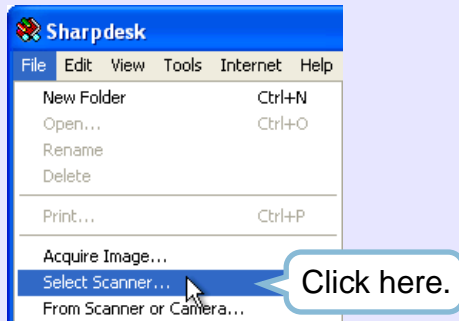 Sharpdesk
File Edit View Tools Internet Help
New Folder Ctrl+N
Open... Ctrl+O
Rename
Delete
Print... Ctrl+P
Acquire Image...
Select Scanner...
Click here.
From Scanner or Camera...